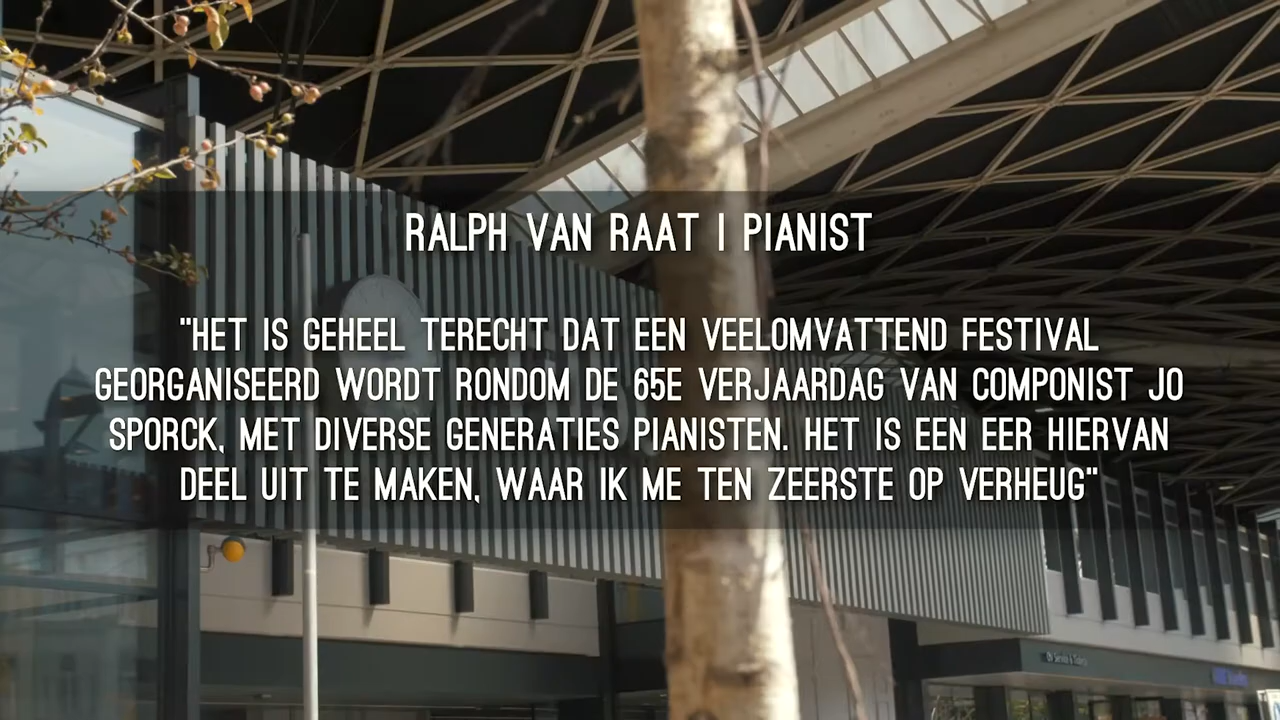 RALPH VAN RAAT | PIANIST
"HET IS GEHEEL TERECHT DAT EEN VEELOMVATTEND FESTIVAL
GEORGANISEERD WORDT RONDOM DE 65E VERJAARDAG VAN COMPONIST JO
SPORCK, MET DIVERSE GENERATIES PIANISTEN. HET IS EEN EER HIERVAN
DEEL UIT TE MAKEN, WAAR IK ME TEN ZEERSTE OP VERHEUG"